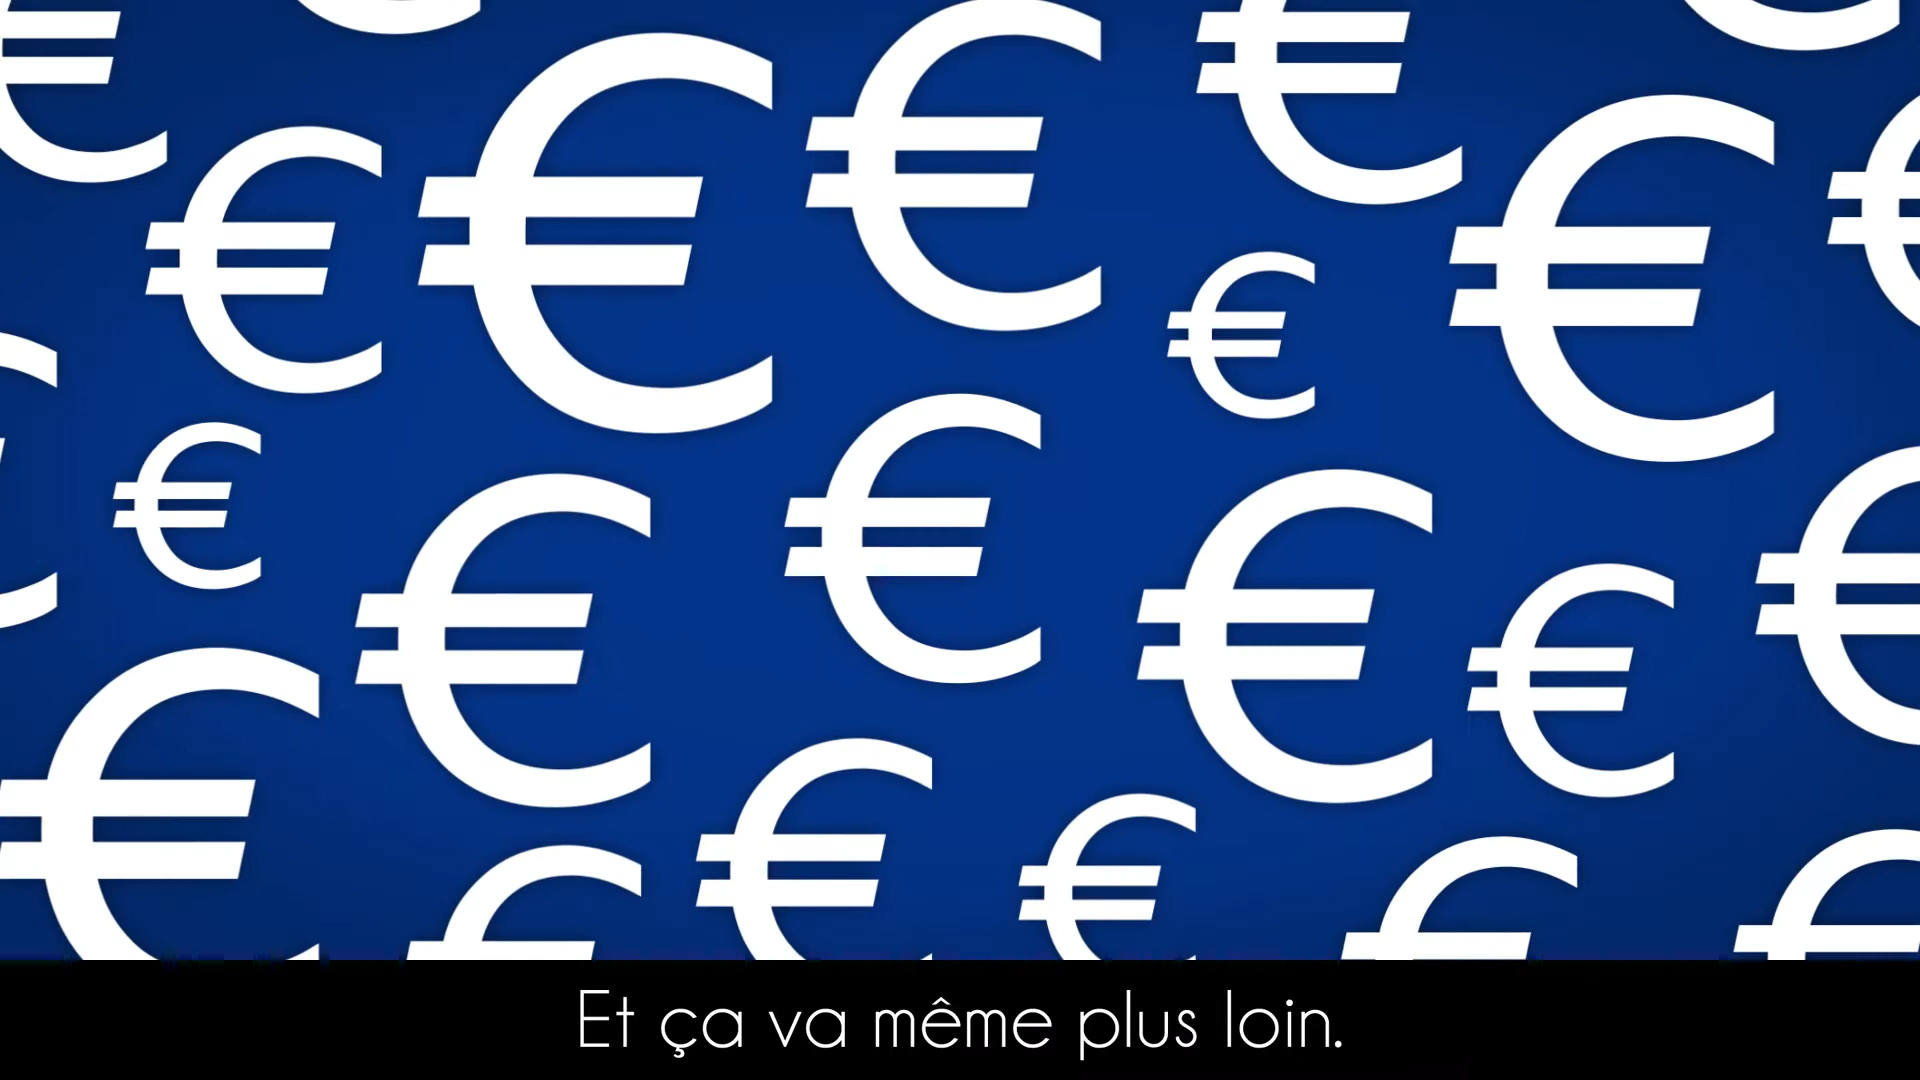 € € € € € €
€ € € € €
€ € € € € €
€ € € € € €
Et ça va même plus loin.